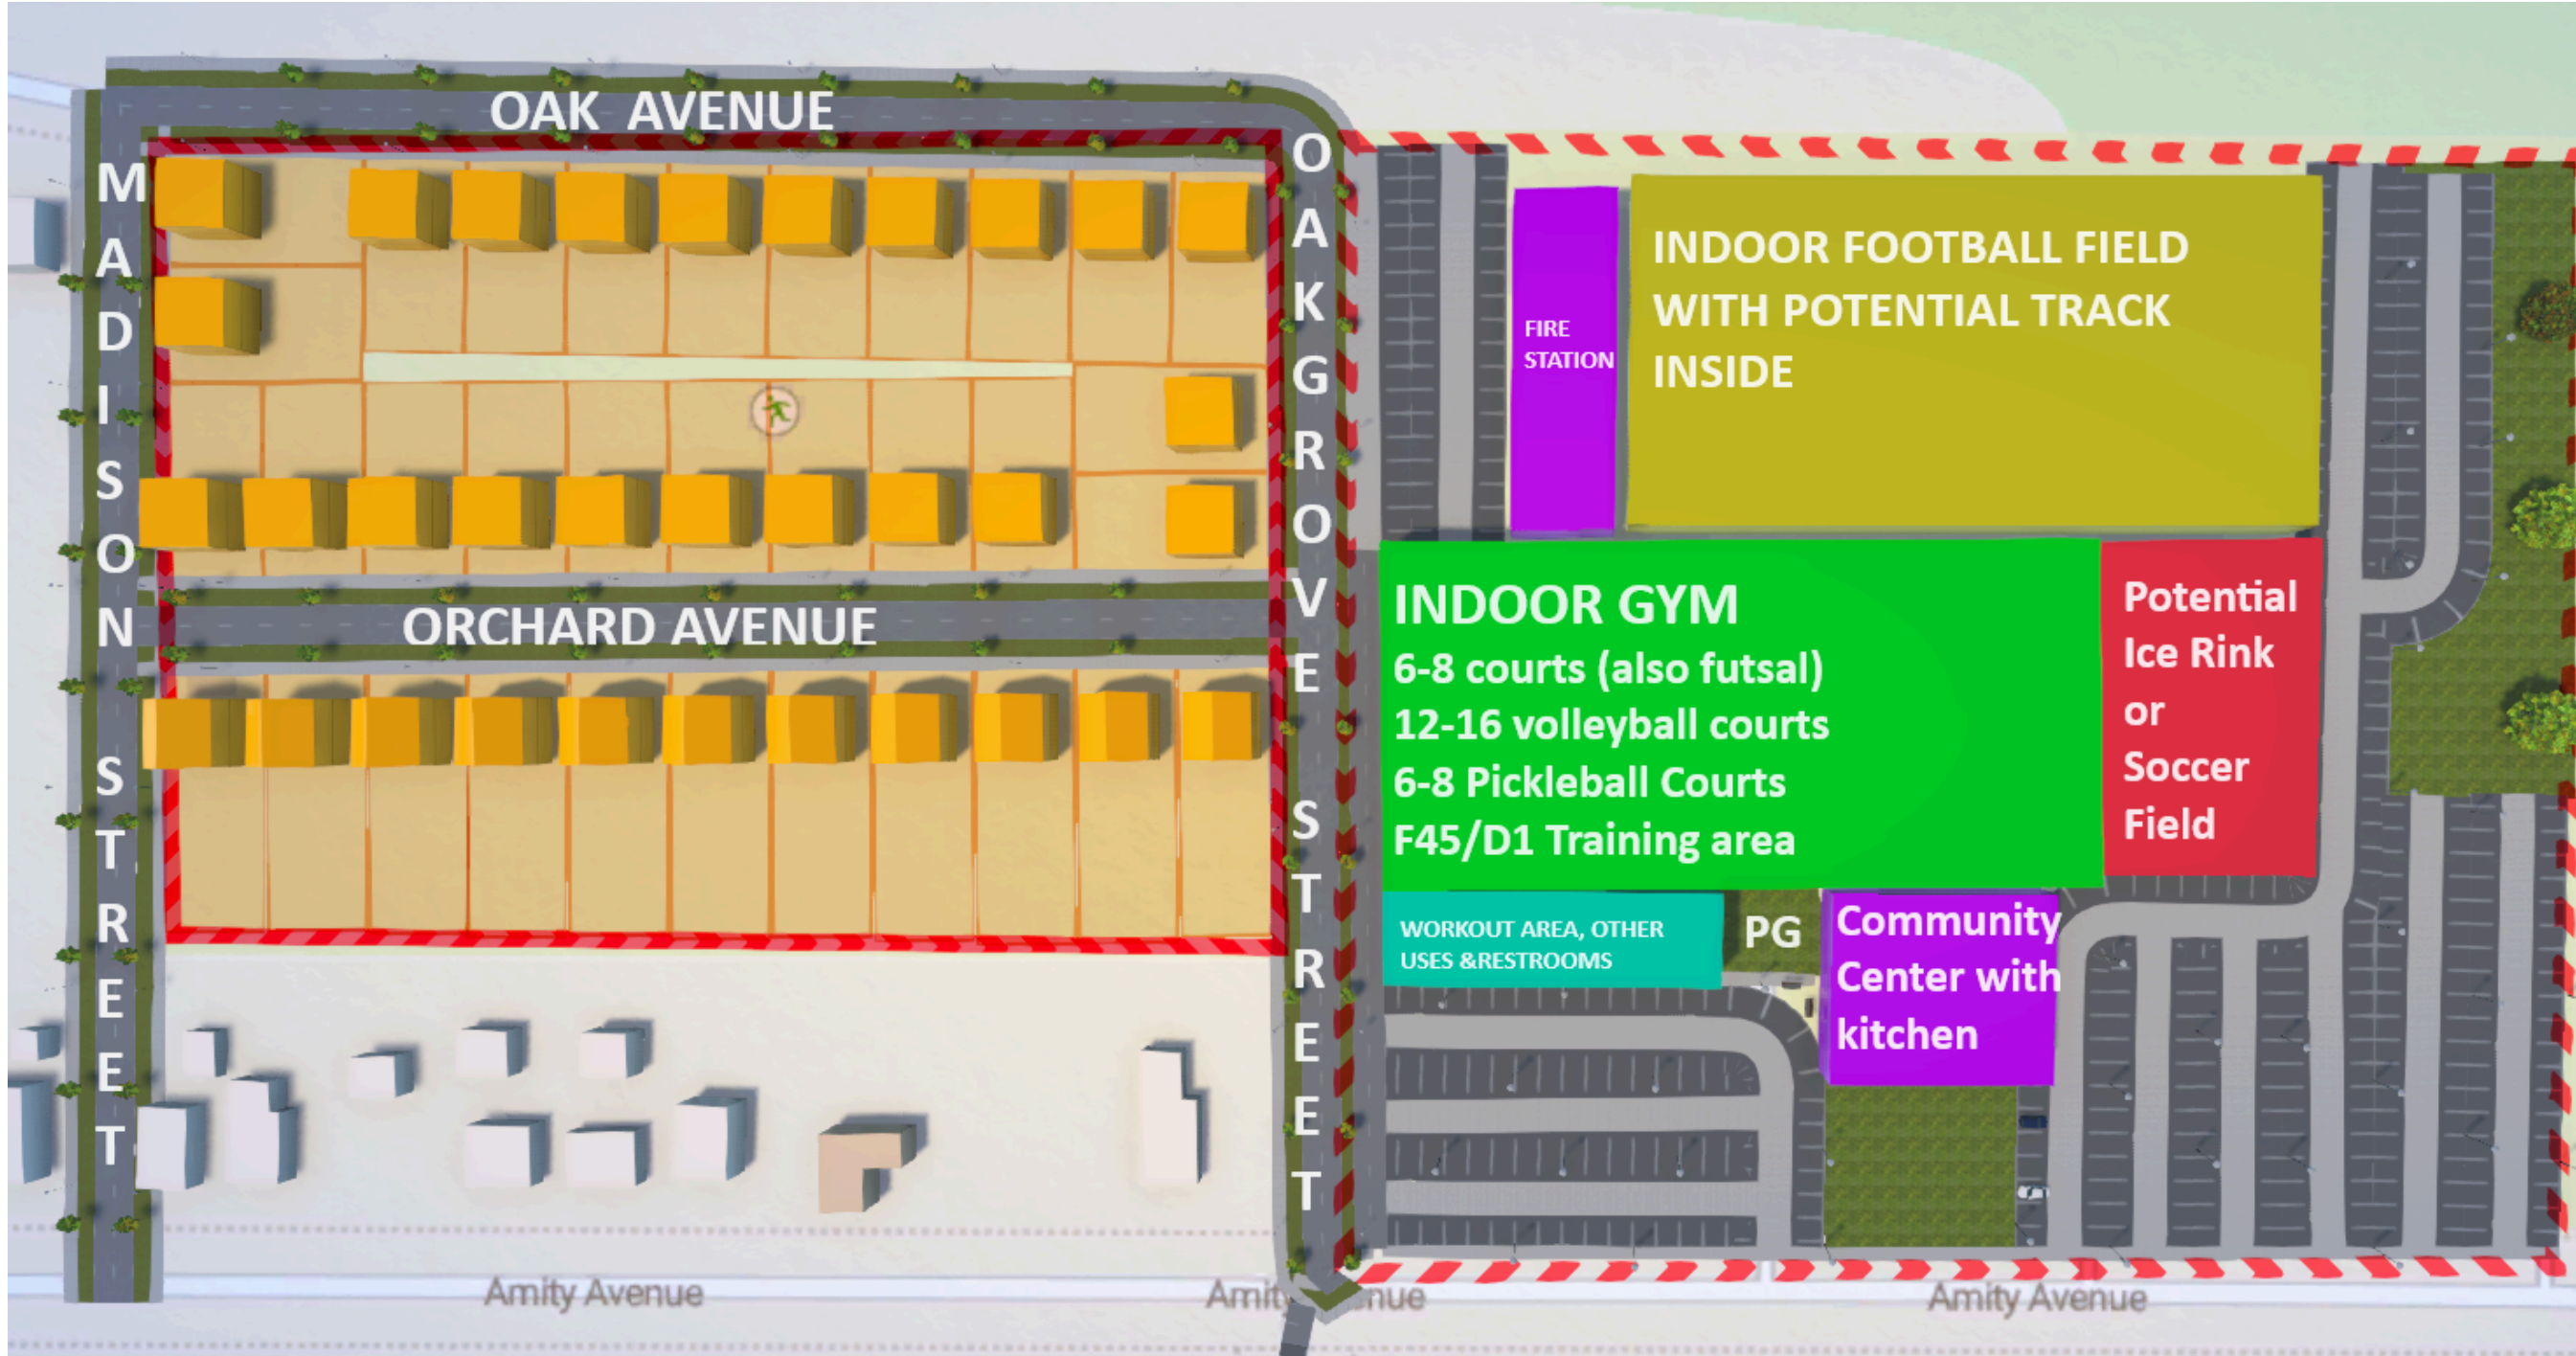 OAK AVENUE
MADISON STREET
OAKGROVE STREET
ORCHARD AVENUE
FIRE
STATION
INDOOR FOOTBALL FIELD
WITH POTENTIAL TRACK
INSIDE
INDOOR GYM
6-8 courts (also futsal)
12-16 volleyball courts
6-8 Pickleball Courts
F45/D1 Training area
Potential
Ice Rink
or
Soccer
Field
WORKOUT AREA, OTHER
USES &RESTROOMS
PG
Community
Center with
kitchen
Amity Avenue
Amity Avenue
Amity Avenue